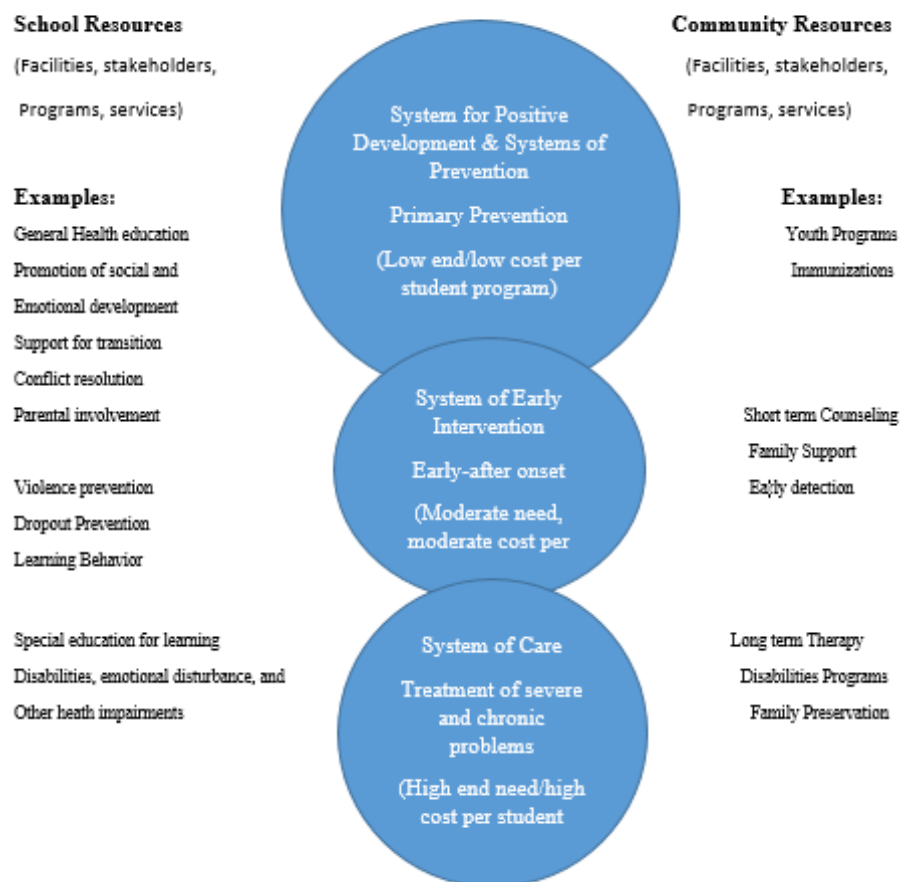 School Resources
(Facilities, stakeholders,
Programs, services)
Examples:
General Health education
Promotion of social and
Emotional development
Support for transition
Conflict resolution
Parental involvement
Violence prevention
Dropout Prevention
Learning Behavior
Special education for learning
Disabilities, emotional disturbance, and
Other heath impairments
System for Positive
Development & Systems of
Prevention
Primary Prevention
(Low end/low cost per
student program)
System of Early
Intervention
Early-after onset
(Moderate need,
moderate cost per
System of Care
Treatment of severe
and chronic
problems
(High end need/high
cost per student
Community Resources
(Facilities, stakeholders,
Programs, services)
Examples:
Youth Programs
Immunizations
Short term Counseling
Family Support
Early detection
Long term Therapy
Disabilities Programs
Family Preservation